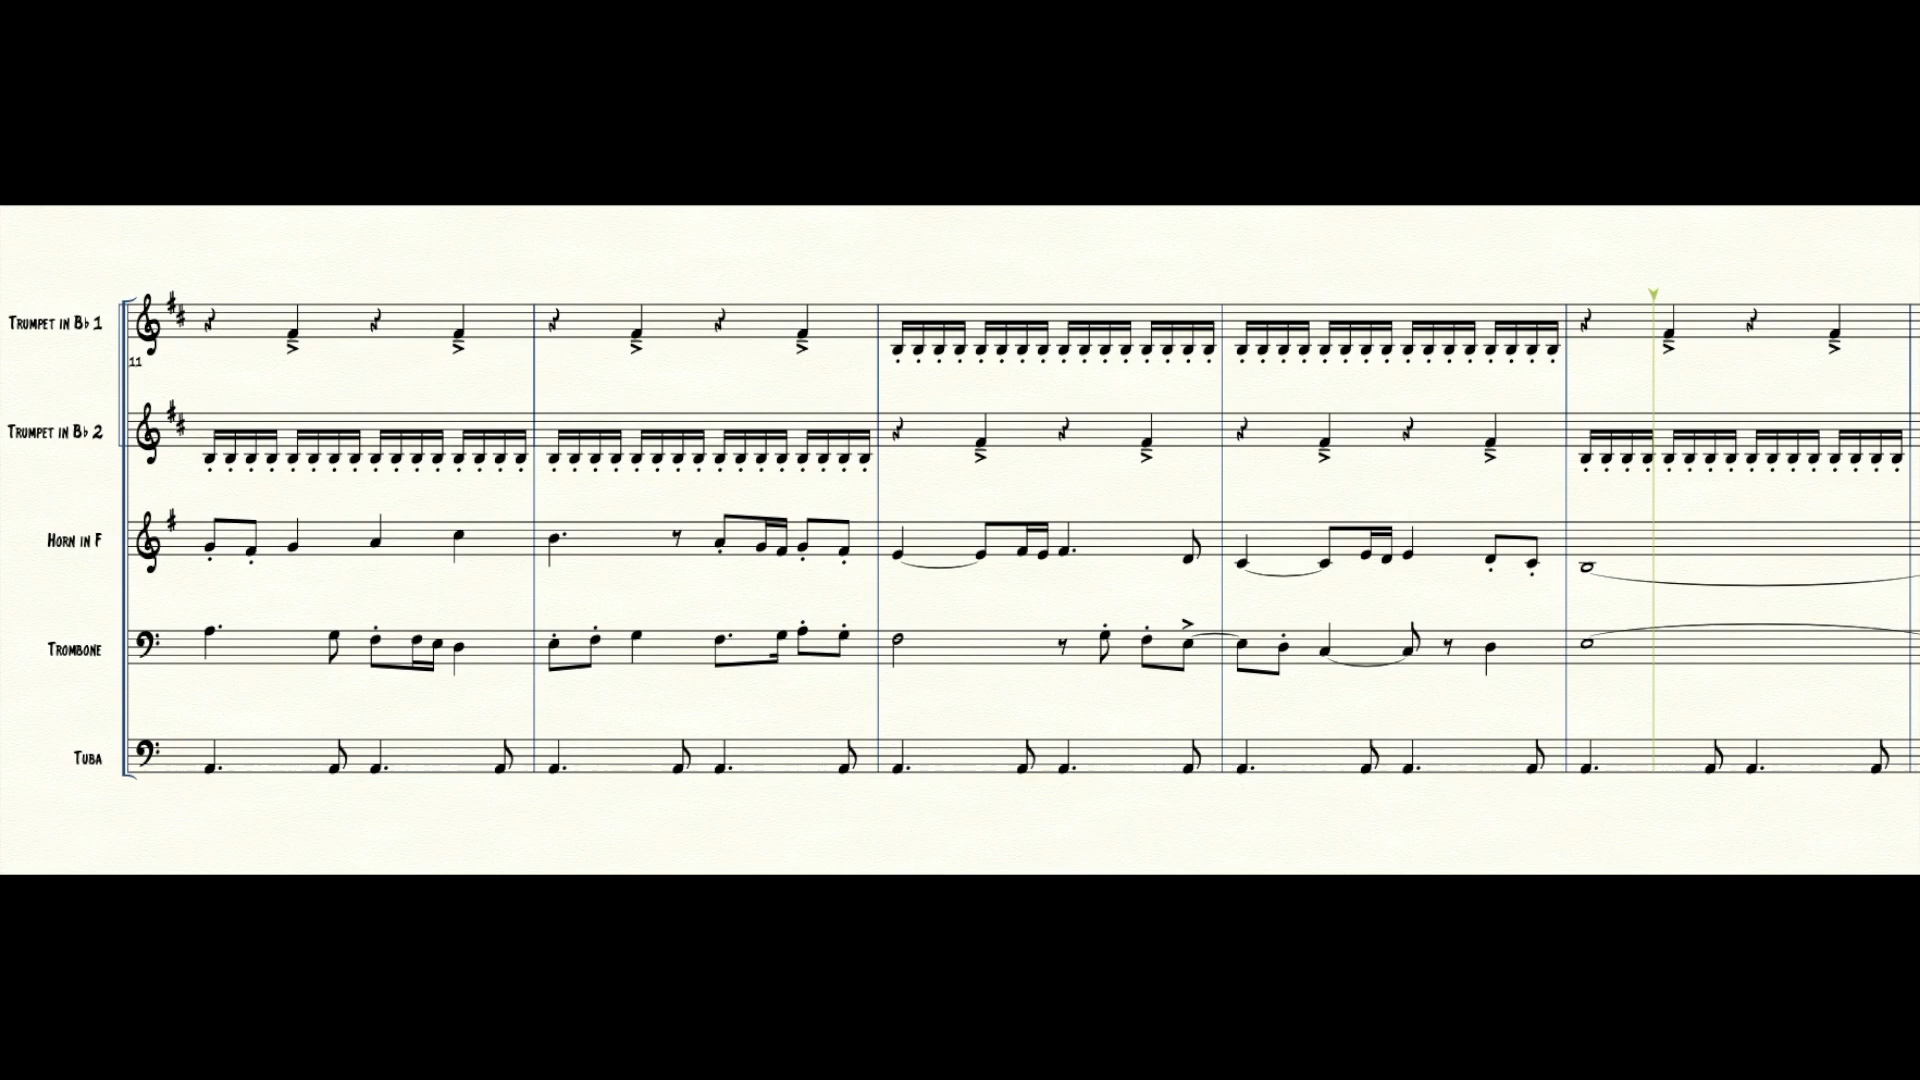 Trumpet in B♭ 1
11
Trumpet in B♭ 2
Horn in F
Trombone
Tuba